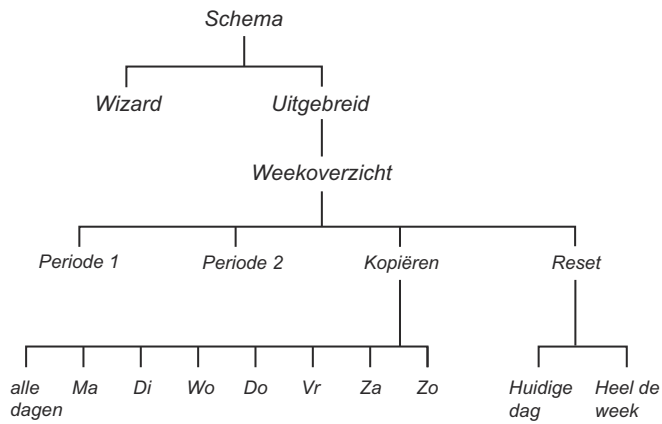 Schema
Wizard Uitgebreid
Weekoverzicht
Periode 1 Periode 2 Kopiëren Reset
alle dagen Ma Di Wo Do Vr Za Zo Huidige dag Heel de week